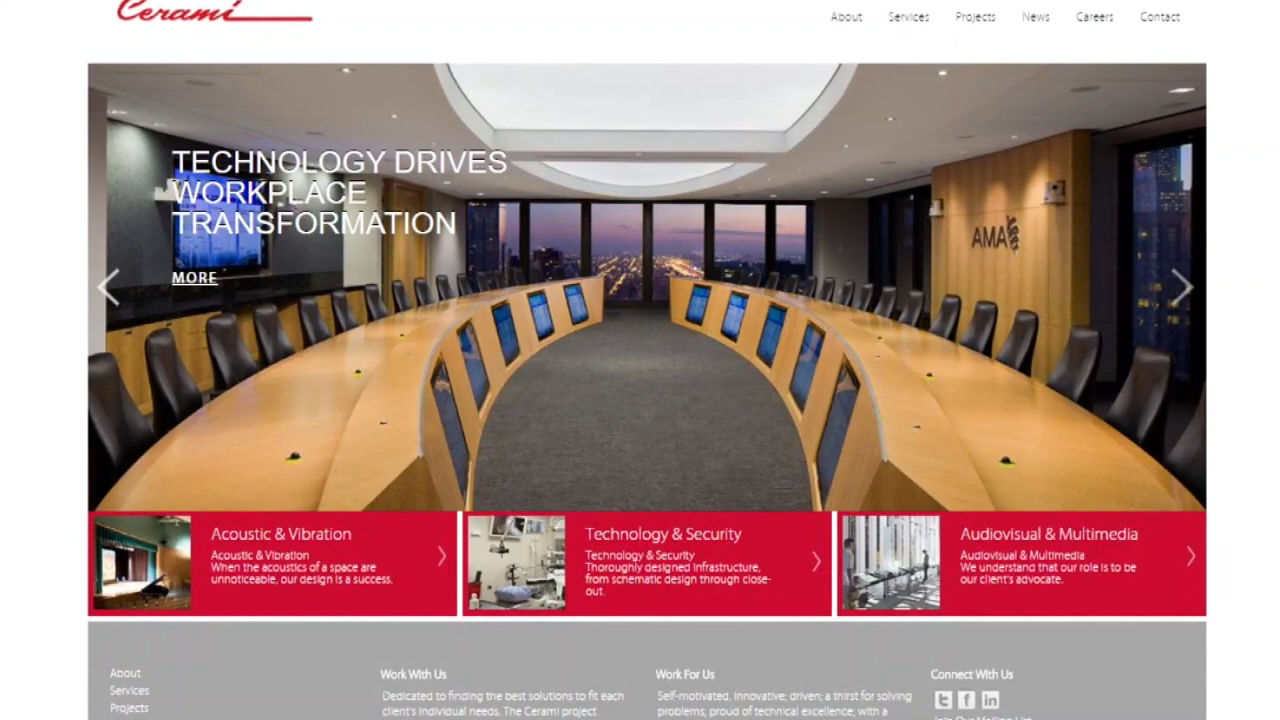 Cerami
About Services Projects News Careers Contact
TECHNOLOGY DRIVES
WORKPLACE
TRANSFORMATION
MORE
AMA
Acoustic & Vibration
Acoustic & Vibration
When the acoustics of a space are
unnoticeable, our design is a success.
Technology & Security
Technology & Security
Thoroughly designed infrastructure,
from schematic design through close-
out.
Audiovisual & Multimedia
Audiovisual & Multimedia
We understand that our role is to be
our client's advocate.
About
Services
Projects
Work With Us
Dedicated to finding the best solutions to fit each
client's individual needs. The Cerami project
Work For Us
Self-motivated, innovative; driven; a thirst for solving
problems; proud of technical excellence; with a
Connect With Us
t f in
Join Our Mailing List